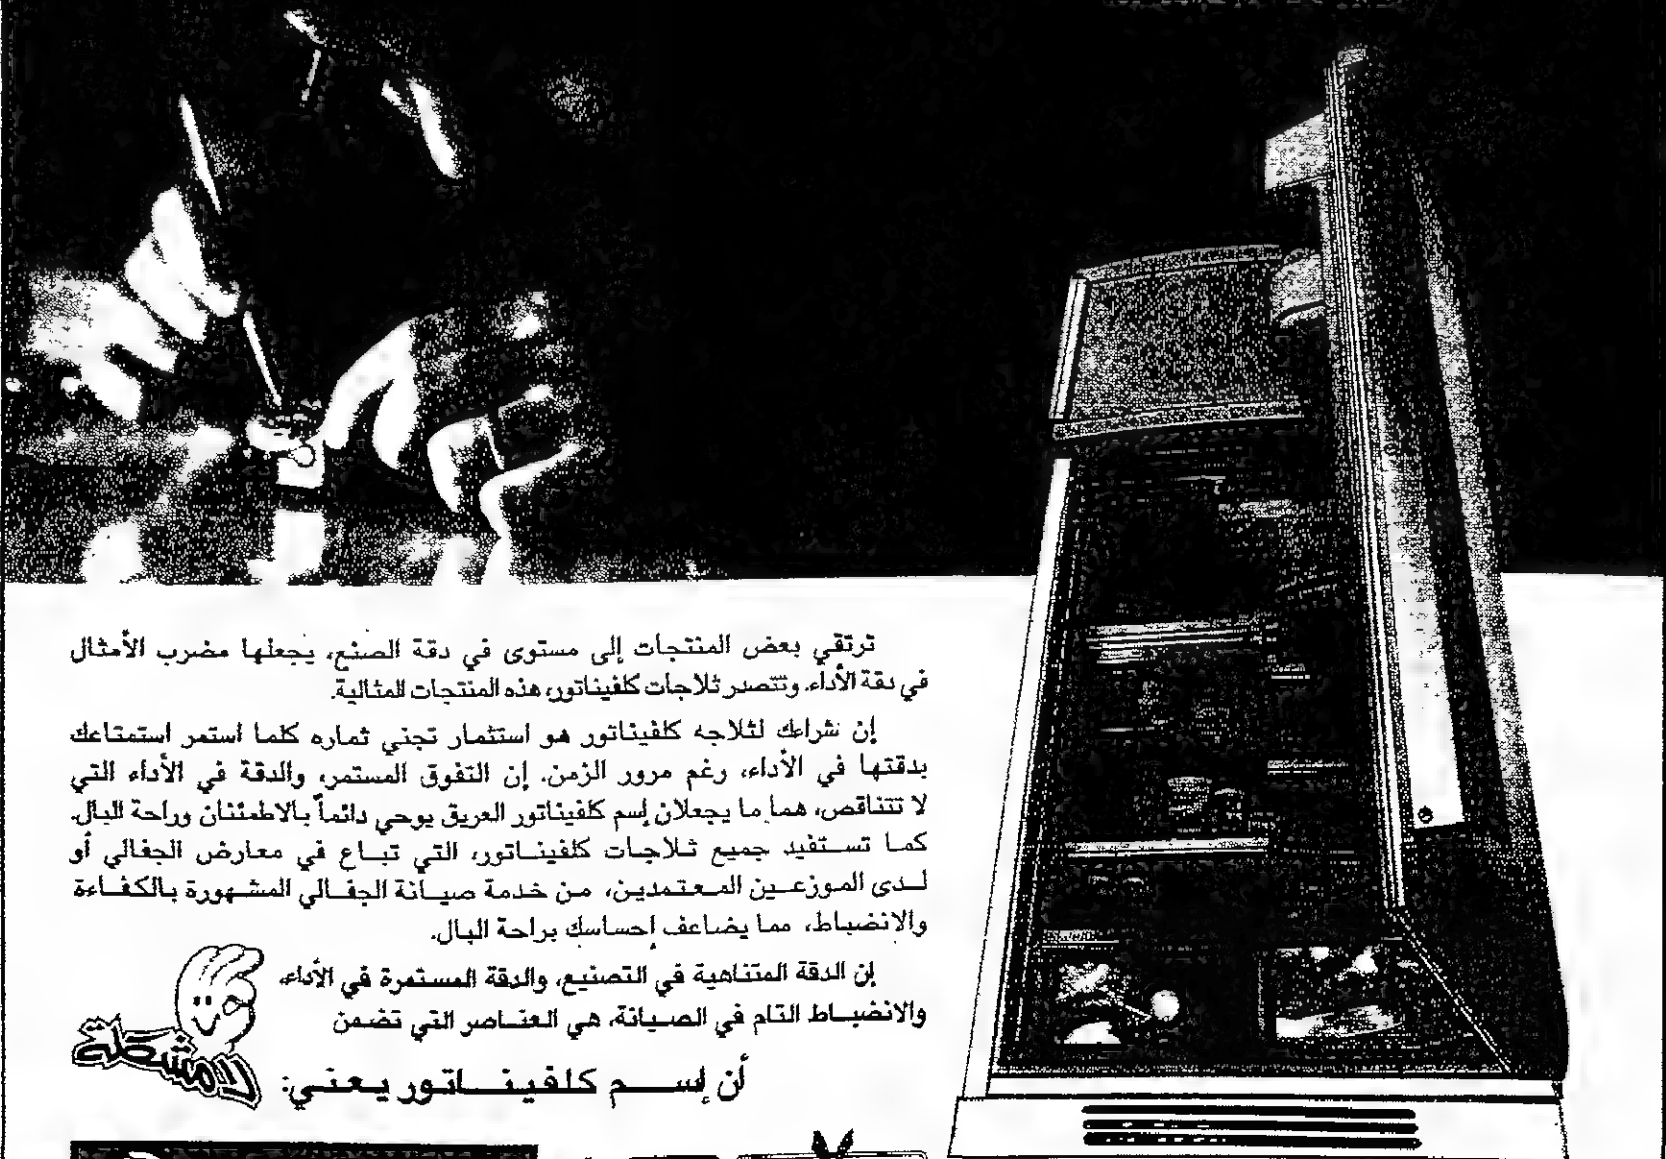 ترتقي بعض المنتجات إلى مستوى في دقة الصنع، يجعلها مضرب الأمثال
في دقة الأداء. وتتصدر ثلاجات كلفيناتور، هذه المنتجات المثالية.
إن شراءك لثلاجه كلفيناتور هو استثمار تجني ثماره كلما استمر استمتاعك
بدقتها في الأداء، رغم مرور الزمن. إن التفوق المستمر، والدقة في الأداء التي
لا تتناقص، هما ما يجعلان إسم كلفيناتور العريق يوحي دائماً بالاطمئنان وراحة البال.
كما تستفيد جميع ثلاجات كلفيناتور، التي تباع في معارض الجفالي أو
لدى الموزعين المعتمدين، من خدمة صيانة الجفالي المشهورة بالكفاءة
والانضباط، مما يضاعف إحساسك براحة البال.
إن الدقة المتناهية في التصنيع، والدقة المستمرة في الأداء،
والانضباط التام في الصيانة، هي العناصر التي تضمن
أن إسم كلفيناتور يعني: